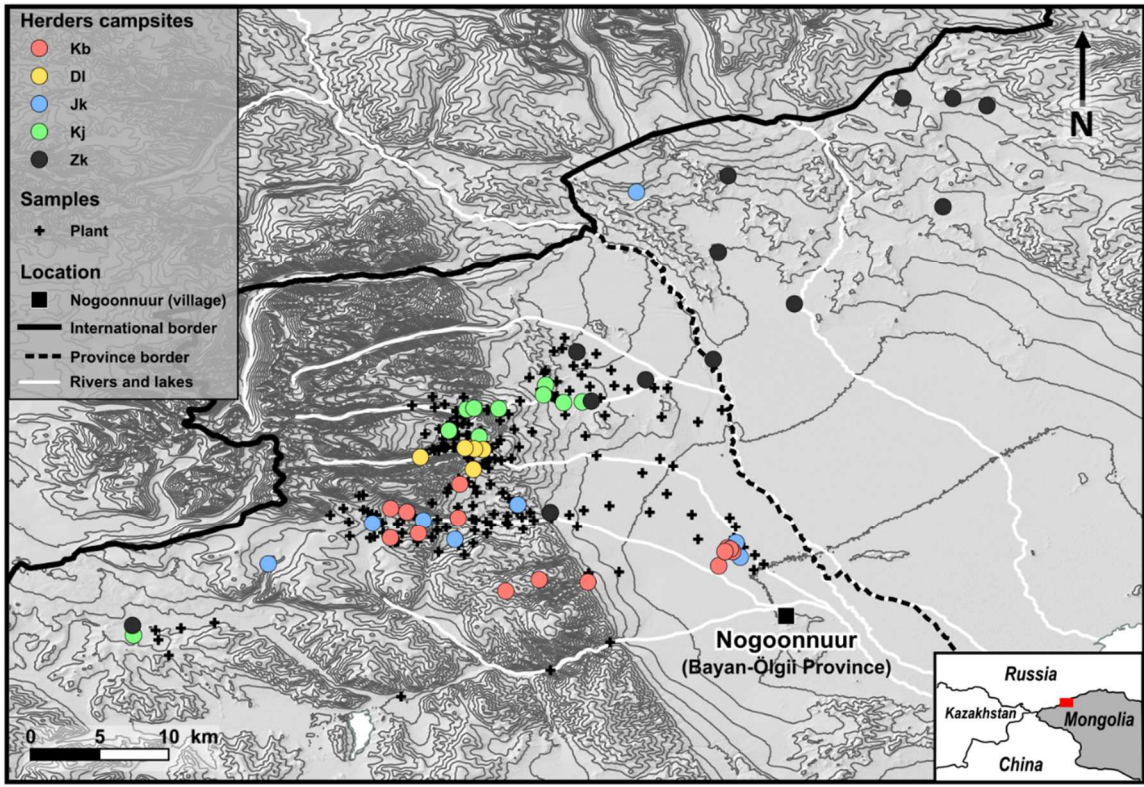 Herders campsites
Kb
Dl
Jk
Kj
Zk
Samples
Plant
Location
Nogoonnuur (village)
International border
Province border
Rivers and lakes
N
Nogoonnuur
(Bayan-Ölgii Province)
0 5 10 km
Russia
Kazakhstan
Mongolia
China